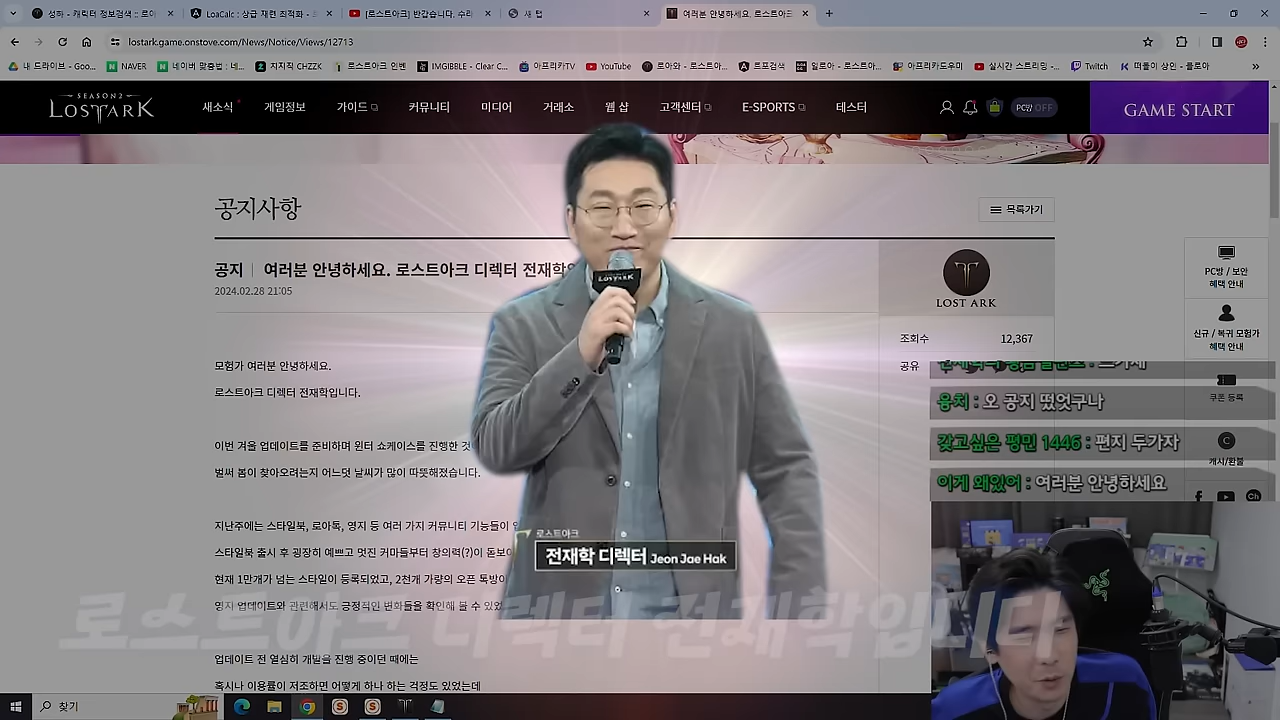 성하 - 캐릭터 정보검색 :: 로아
LoaCalc : 상급 재련 최적화 -
[로스트아크] 반갑습니다. 수라
새 탭
여러분 안녕하세요. 로스트아크
lostark.game.onstove.com/News/Notice/Views/12713
내 드라이브 - Goo...
NAVER
네이버 맞춤법 : 네...
치지직 CHZZK
로스트아크 인벤
IMGIBBLE - Clear C...
아프리카TV
YouTube
로아와 - 로스트아...
로프검색
일로아 - 로스트아...
아프리카도우미
실시간 스트리밍 -...
Twitch
떠돌이 상인 - 클로아
SEASON2
LOSTARK
새소식
게임정보
가이드
커뮤니티
미디어
거래소
웹 샵
고객센터
E-SPORTS
테스터
PC방 OFF
GAME START
공지사항
목록가기
공지 | 여러분 안녕하세요. 로스트아크 디렉터 전재학
2024.02.28 21:05
LOST ARK
조회수 12,367
공유
PC방 / 보안
혜택 안내
신규 / 복귀 모험가
혜택 안내
쿠폰 등록
캐시/환불
모험가 여러분 안녕하세요.
로스트아크 디렉터 전재학입니다.
이번 겨울 업데이트를 준비하며 윈터 쇼케이스를 진행한 것
벌써 봄이 찾아오려는지 어느덧 날씨가 많이 따뜻해졌습니다.
지난주에는 스타일북, 로아톡, 영지 등 여러 가지 커뮤니티 기능들이
스타일북 출시 후 굉장히 예쁘고 멋진 커마들부터 창의력(?)이 돋보이
현재 1만개가 넘는 스타일이 등록되었고, 2천개 가량의 오픈 톡방이
영지 업데이트와 관련해서도 긍정적인 변화들을 확인해 볼 수 있었
업데이트 전 열심히 개발을 진행 중이던 때에는
혹시나 이용률이 저조하면 어떻게 하나 하는 걱정도 있었는데
LOST ARK
로스트아크
전재학 디렉터 Jeon Jae Hak
로스트아크 디렉터 전재학입니다
웅치 : 오 공지 떴엇구나
갖고싶은 평민 1446 : 편지 두가자
이게 왜있어 : 여러분 안녕하세요
찾기